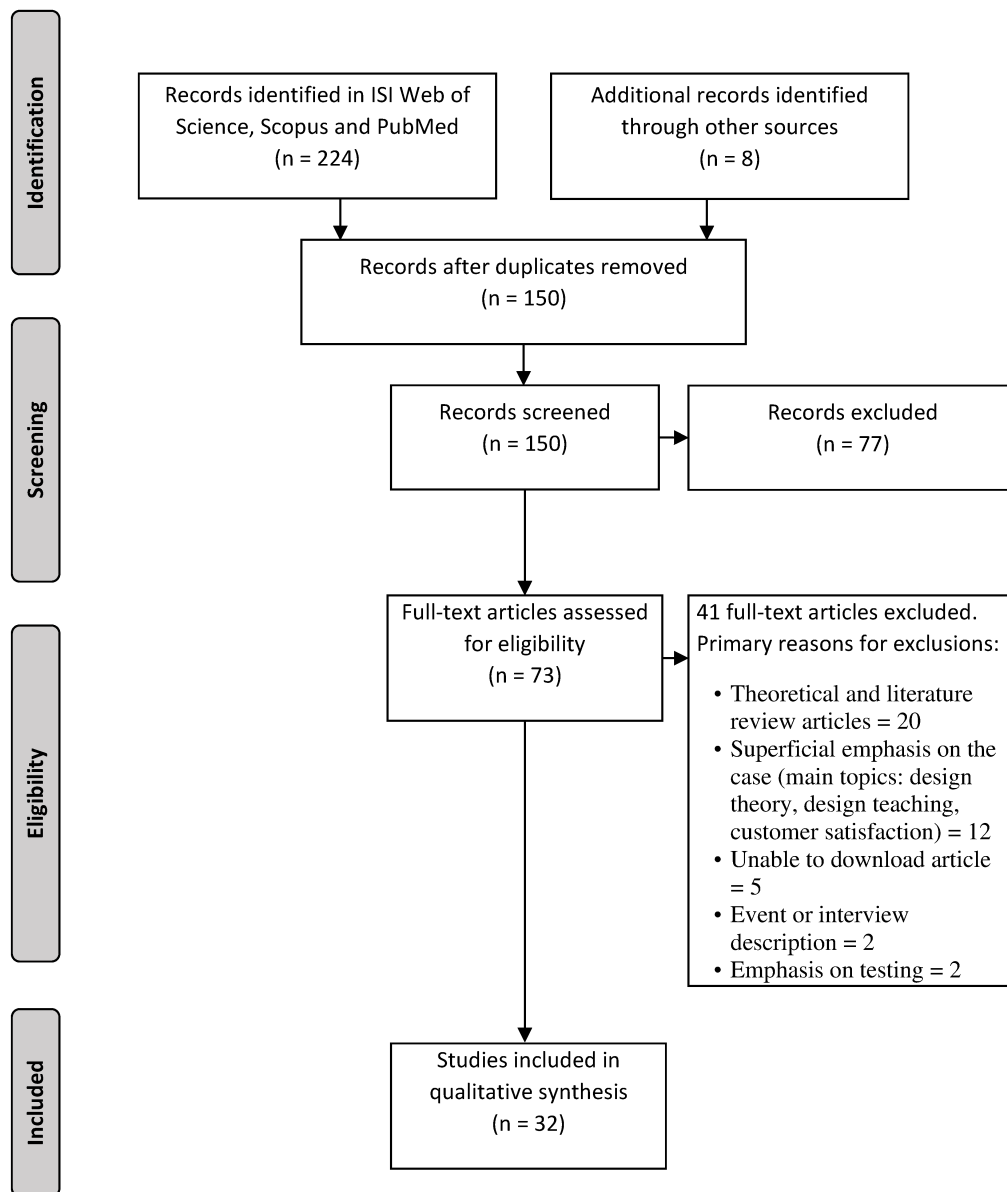 Identification
Records identified in ISI Web of
Science, Scopus and PubMed
(n = 224)
Additional records identified
through other sources
(n = 8)
Records after duplicates removed
(n = 150)
Screening
Records screened
(n = 150)
Records excluded
(n = 77)
Eligibility
Full-text articles assessed
for eligibility
(n = 73)
41 full-text articles excluded.
Primary reasons for exclusions:
• Theoretical and literature
review articles = 20
• Superficial emphasis on the
case (main topics: design
theory, design teaching,
customer satisfaction) = 12
• Unable to download article
= 5
• Event or interview
description = 2
• Emphasis on testing = 2
Included
Studies included in
qualitative synthesis
(n = 32)